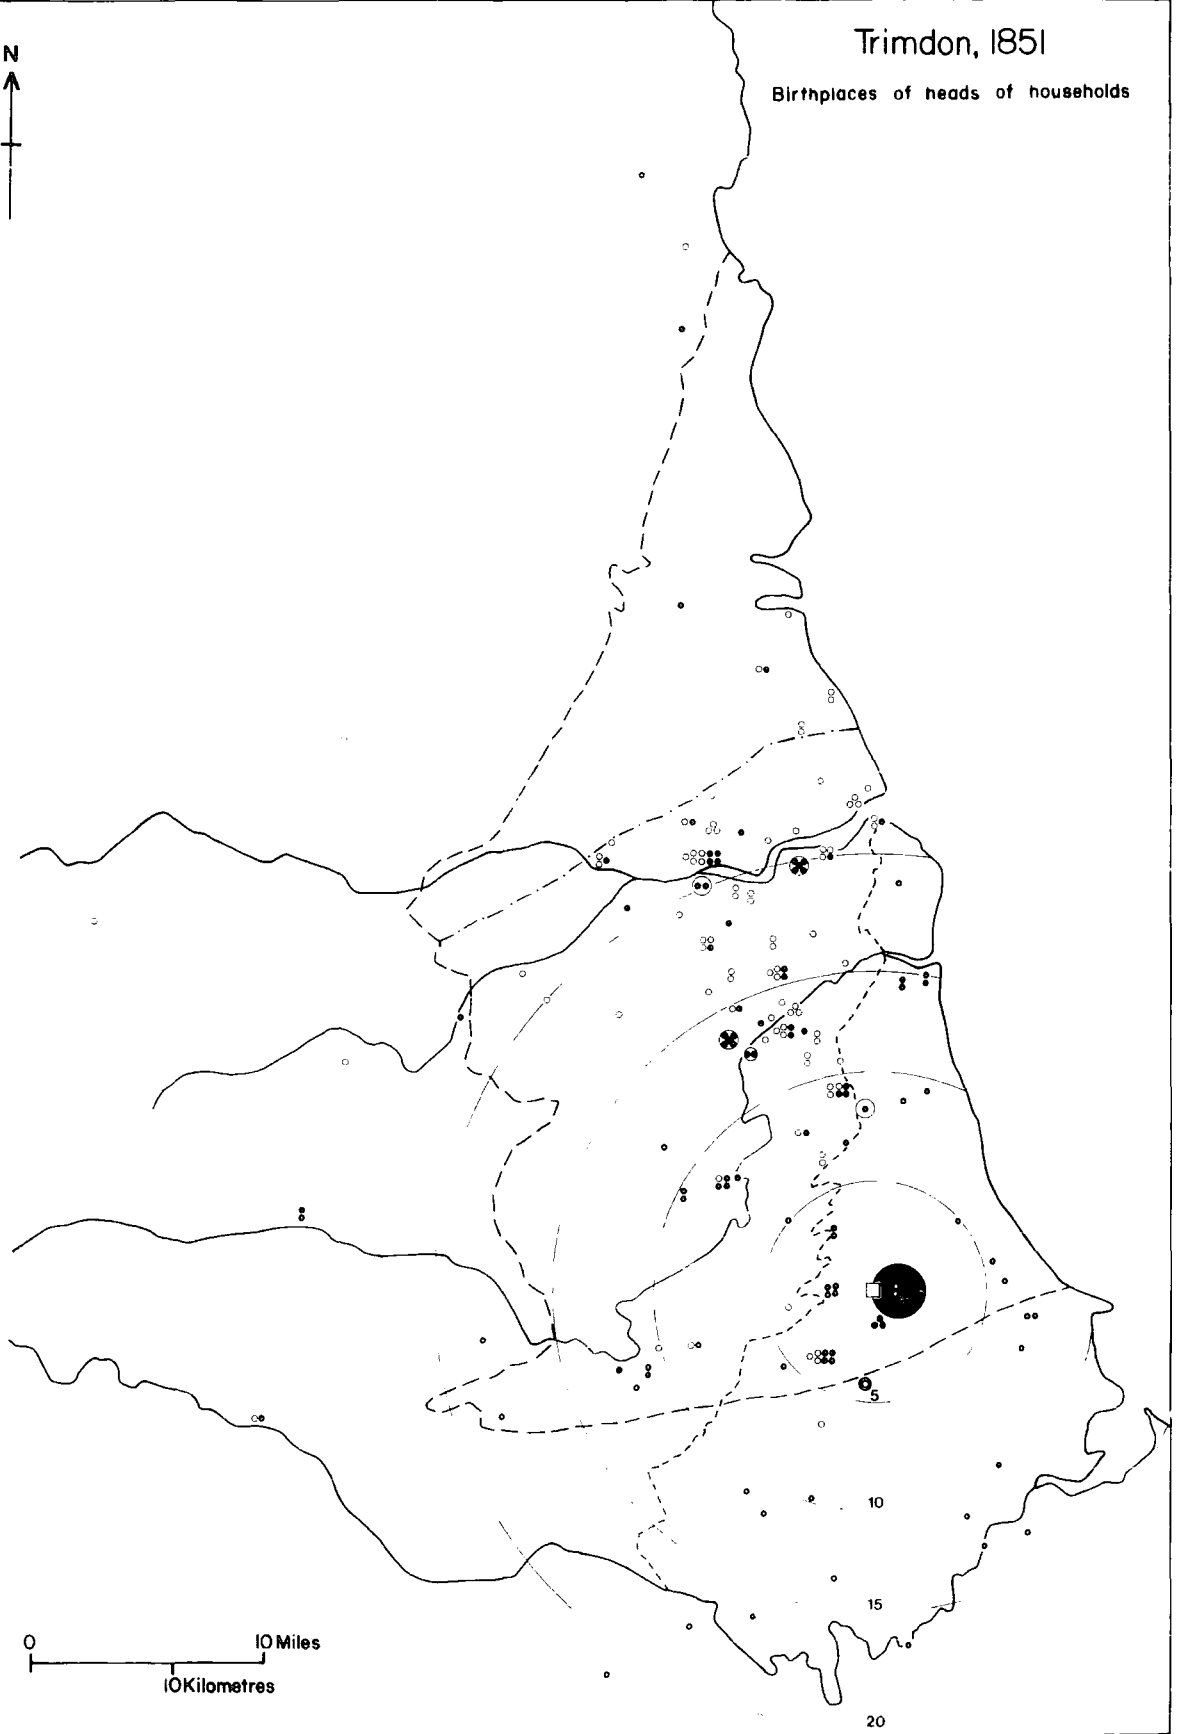 Trimdon, 1851
Birthplaces of heads of households
N
5
10
15
0 10 Miles
10 Kilometres
20